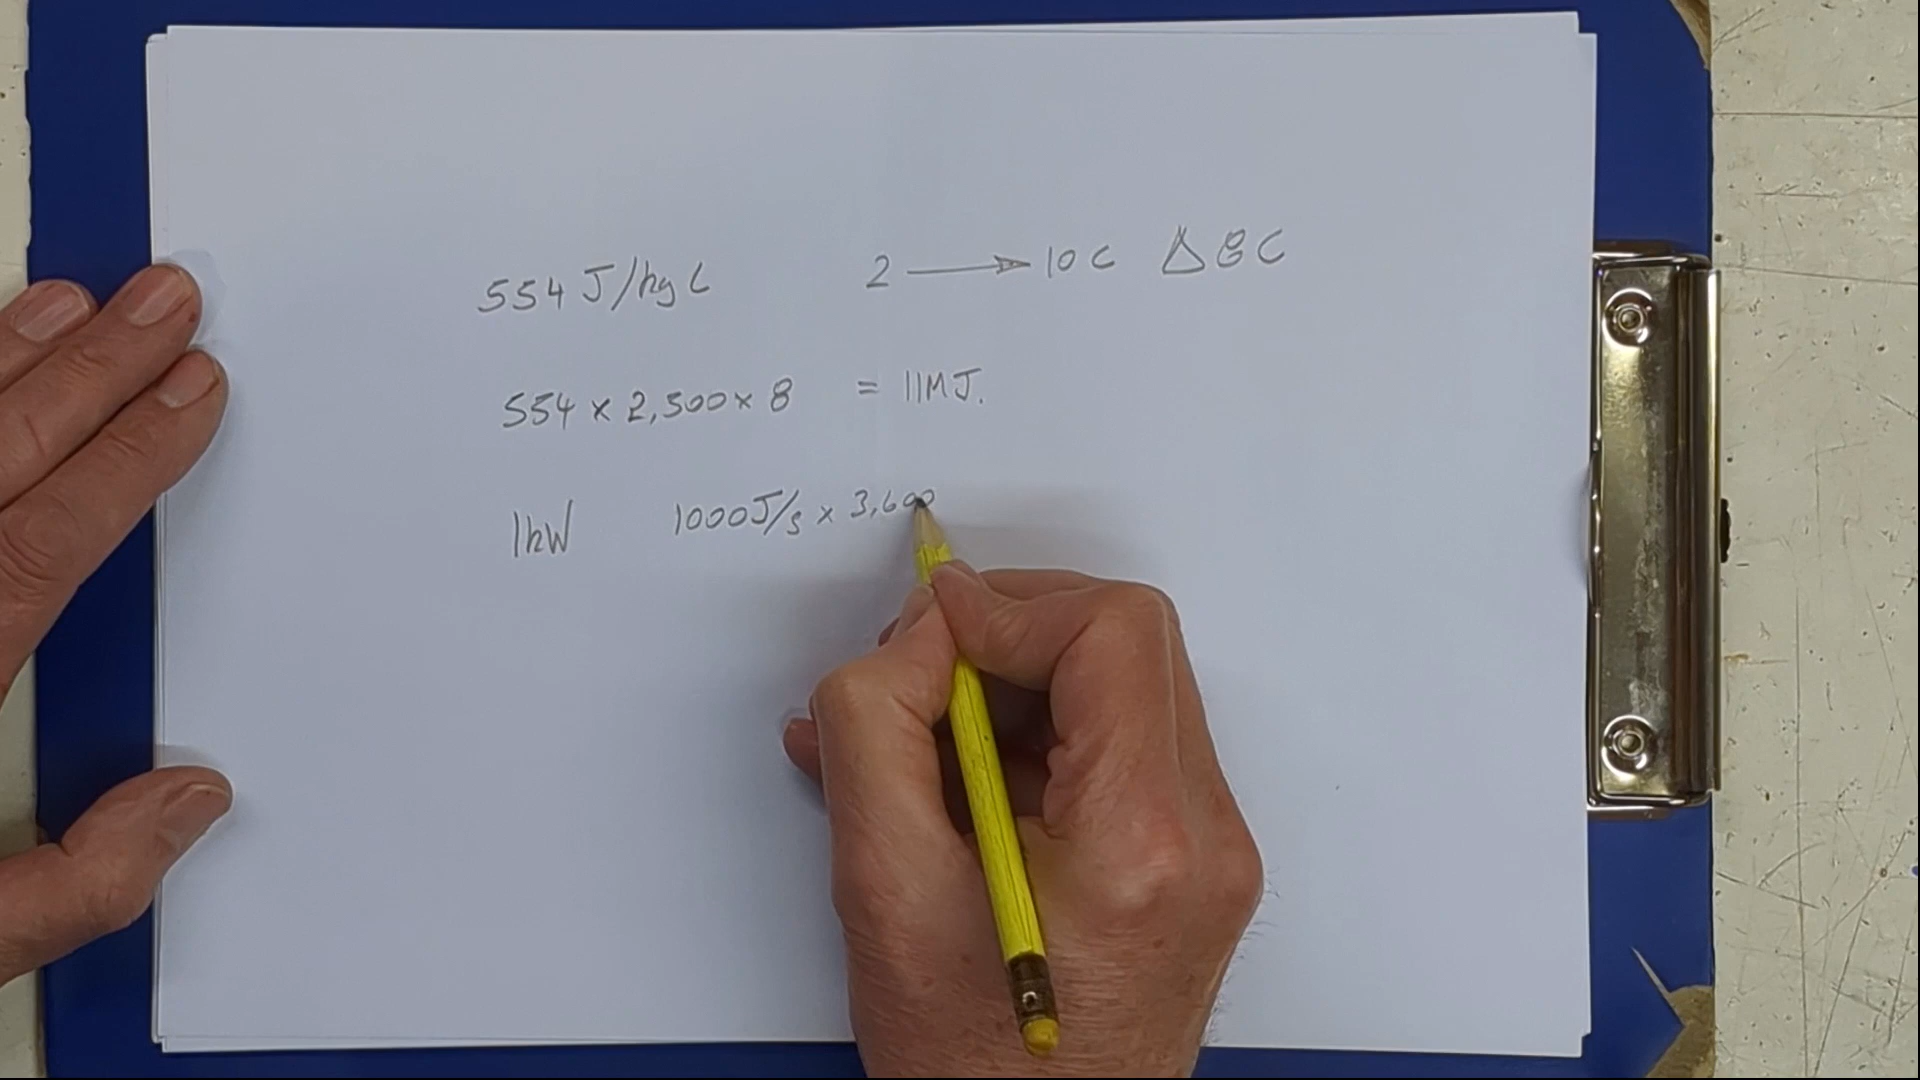 554 J/kg C 2 → 10 C Δ 8 C
554 × 2,500 × 8 = 11MJ.
1kW 1000J/s × 3,600